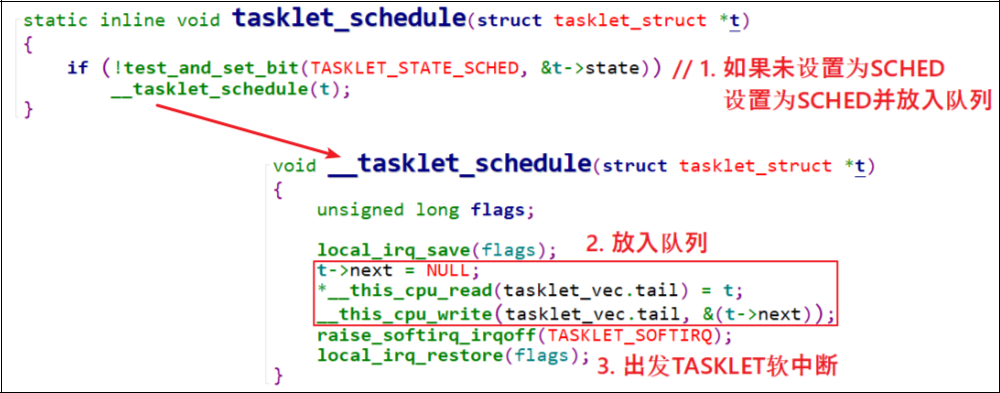 static inline void tasklet_schedule(struct tasklet_struct *t)
{
if (!test_and_set_bit(TASKLET_STATE_SCHED, &t->state)) // 1. 如果未设置为SCHED
__tasklet_schedule(t); 设置为SCHED并放入队列
}
void __tasklet_schedule(struct tasklet_struct *t)
{
unsigned long flags;
local_irq_save(flags); 2. 放入队列
t->next = NULL;
*__this_cpu_read(tasklet_vec.tail) = t;
__this_cpu_write(tasklet_vec.tail, &(t->next));
raise_softirq_irqoff(TASKLET_SOFTIRQ);
local_irq_restore(flags); 3. 出发TASKLET软中断
}